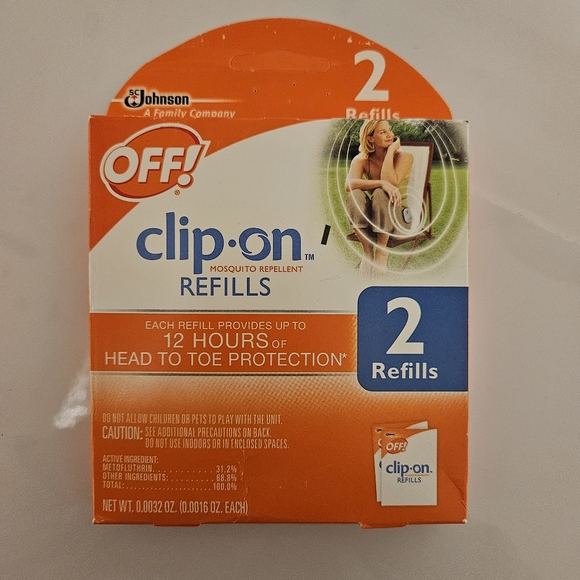 SC Johnson
A Family Company
2
Refills
OFF!®
clip·on™
MOSQUITO REPELLENT
REFILLS
EACH REFILL PROVIDES UP TO
12 HOURS OF
HEAD TO TOE PROTECTION*
2
Refills
DO NOT ALLOW CHILDREN OR PETS TO PLAY WITH THE UNIT.
CAUTION: SEE ADDITIONAL PRECAUTIONS ON BACK.
DO NOT USE INDOORS OR IN ENCLOSED SPACES.
ACTIVE INGREDIENT:
METOFLUTHRIN.......... 31.2%
OTHER INGREDIENTS:........ 68.8%
TOTAL:................ 100.0%
NET WT. 0.0032 OZ. (0.0016 OZ. EACH)
OFF!
clip·on
REFILLS